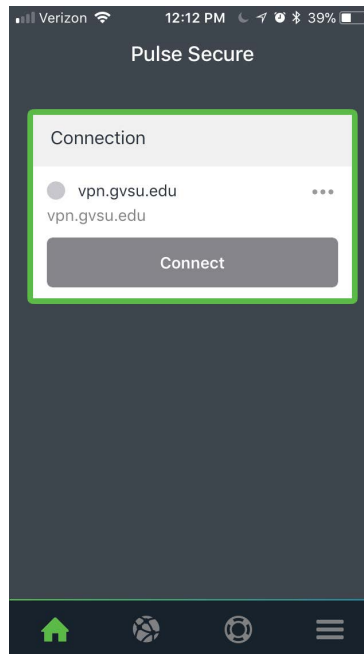 Verizon 12:12 PM 39%
Pulse Secure
Connection
vpn.gvsu.edu
vpn.gvsu.edu
Connect